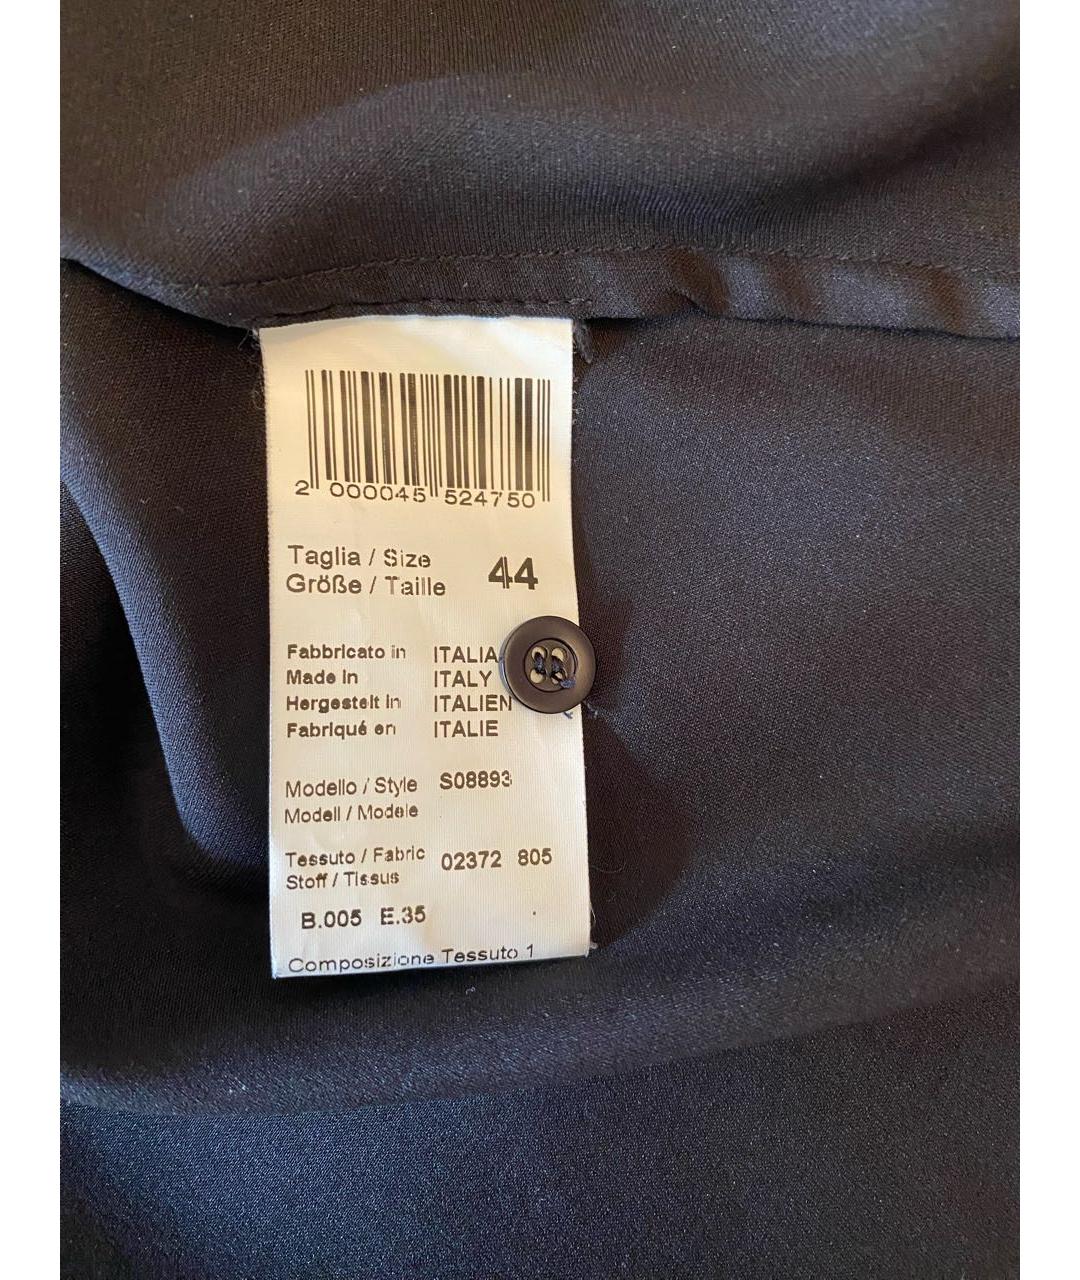 2 000045 524750
Taglia / Size
Größe / Taille 44
Fabbricato in ITALIA
Made in ITALY
Hergestellt in ITALIEN
Fabriqué en ITALIE
Modello / Style S08893
Modell / Modele
Tessuto / Fabric 02372 805
Stoff / Tissus
B.005 E.35
Composizione Tessuto 1